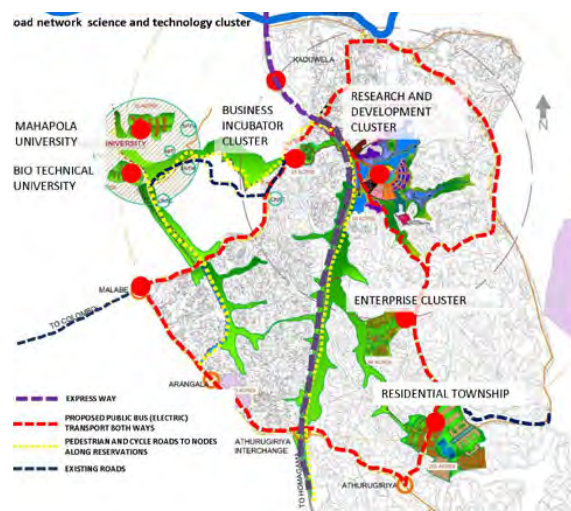 oad network science and technology cluster
KADUWELA
MAHAPOLA
UNIVERSITY
BUSINESS
INCUBATOR
CLUSTER
RESEARCH AND
DEVELOPMENT
CLUSTER
N
UNIVERSITY
BIO TECHNICAL
UNIVERSITY
MALABE
TO COLOMBO
ENTERPRISE CLUSTER
ARANGALA
RESIDENTIAL TOWNSHIP
EXPRESS WAY
PROPOSED PUBLIC BUS (ELECTRIC)
TRANSPORT BOTH WAYS
PEDESTRIAN AND CYCLE ROADS TO NODES
ALONG RESERVATIONS
EXISTING ROADS
ATHURUGIRIYA
INTERCHANGE
ATHURUGIRIYA